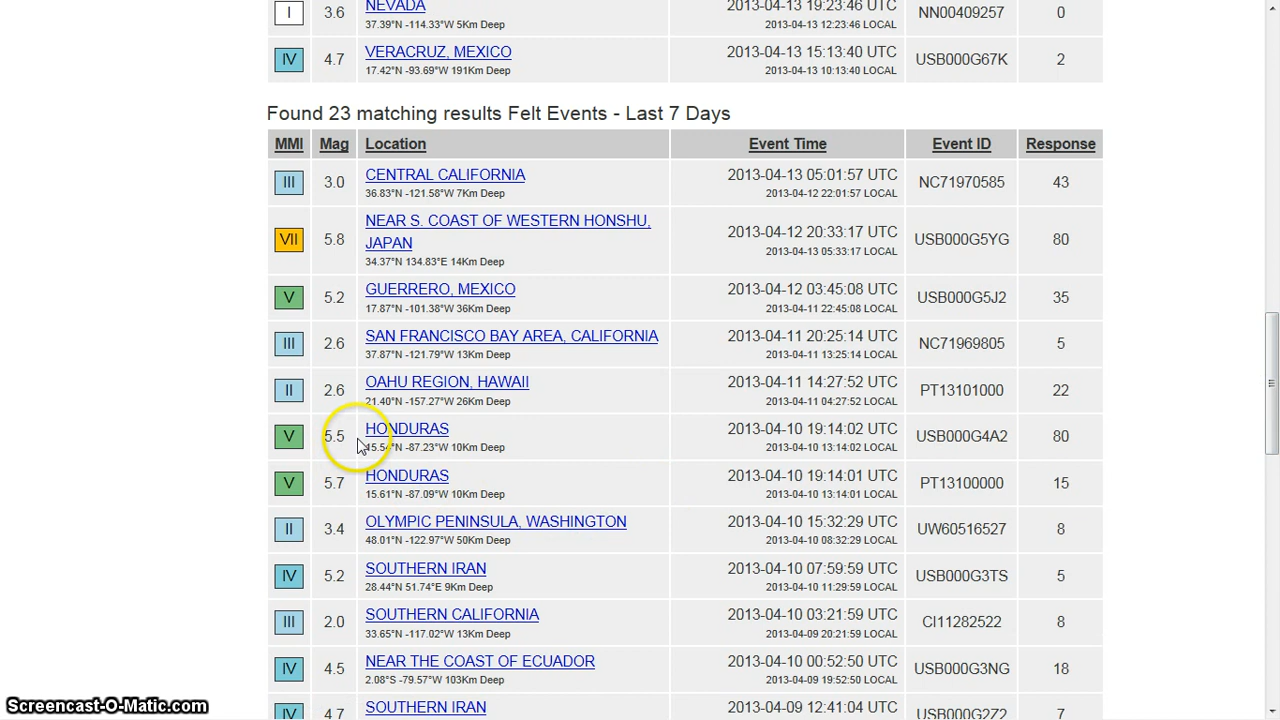 I 3.6 NEVADA 2013-04-13 19:23:46 UTC NN00409257 0
37.39°N -114.33°W 5Km Deep 2013-04-13 12:23:46 LOCAL
IV 4.7 VERACRUZ, MEXICO 2013-04-13 15:13:40 UTC USB000G67K 2
17.42°N -93.69°W 191Km Deep 2013-04-13 10:13:40 LOCAL
Found 23 matching results Felt Events - Last 7 Days
MMI Mag Location Event Time Event ID Response
III 3.0 CENTRAL CALIFORNIA 2013-04-13 05:01:57 UTC NC71970585 43
36.83°N -121.58°W 7Km Deep 2013-04-12 22:01:57 LOCAL
VII 5.8 NEAR S. COAST OF WESTERN HONSHU, 2013-04-12 20:33:17 UTC USB000G5YG 80
JAPAN 2013-04-13 05:33:17 LOCAL
34.37°N 134.83°E 14Km Deep
V 5.2 GUERRERO, MEXICO 2013-04-12 03:45:08 UTC USB000G5J2 35
17.87°N -101.38°W 36Km Deep 2013-04-11 22:45:08 LOCAL
III 2.6 SAN FRANCISCO BAY AREA, CALIFORNIA 2013-04-11 20:25:14 UTC NC71969805 5
37.87°N -121.79°W 13Km Deep 2013-04-11 13:25:14 LOCAL
II 2.6 OAHU REGION, HAWAII 2013-04-11 14:27:52 UTC PT13101000 22
21.40°N -157.27°W 26Km Deep 2013-04-11 04:27:52 LOCAL
V 5.5 HONDURAS 2013-04-10 19:14:02 UTC USB000G4A2 80
15.54°N -87.23°W 10Km Deep 2013-04-10 13:14:02 LOCAL
V 5.7 HONDURAS 2013-04-10 19:14:01 UTC PT13100000 15
15.61°N -87.09°W 10Km Deep 2013-04-10 13:14:01 LOCAL
II 3.4 OLYMPIC PENINSULA, WASHINGTON 2013-04-10 15:32:29 UTC UW60516527 8
48.01°N -122.97°W 50Km Deep 2013-04-10 08:32:29 LOCAL
IV 5.2 SOUTHERN IRAN 2013-04-10 07:59:59 UTC USB000G3TS 5
28.44°N 51.74°E 9Km Deep 2013-04-10 11:29:59 LOCAL
III 2.0 SOUTHERN CALIFORNIA 2013-04-10 03:21:59 UTC CI11282522 8
33.65°N -117.02°W 13Km Deep 2013-04-09 20:21:59 LOCAL
IV 4.5 NEAR THE COAST OF ECUADOR 2013-04-10 00:52:50 UTC USB000G3NG 18
2.08°S -79.57°W 103Km Deep 2013-04-09 19:52:50 LOCAL
IV 4.7 SOUTHERN IRAN 2013-04-09 12:41:04 UTC USB000G2Z2 7
Screencast-O-Matic.com